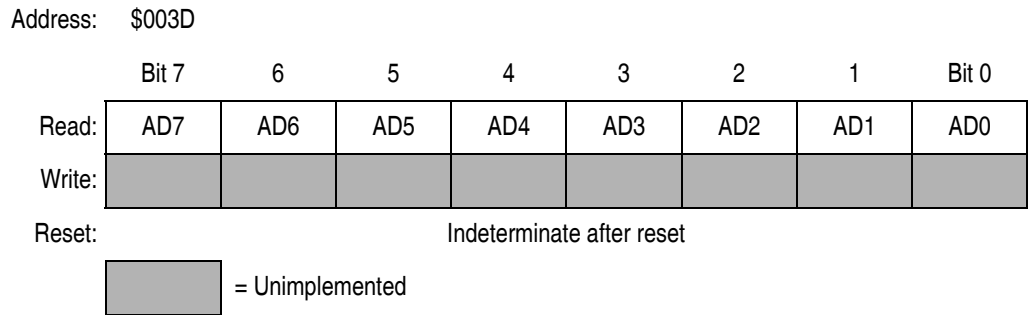 Address: $003D
Bit 7 6 5 4 3 2 1 Bit 0
Read: AD7 AD6 AD5 AD4 AD3 AD2 AD1 AD0
Write:
Reset: Indeterminate after reset
= Unimplemented